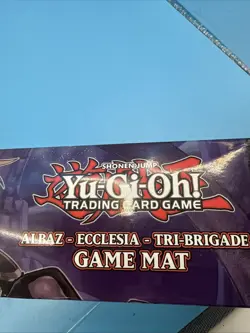 SHONEN JUMP
Yu-Gi-Oh!
TRADING CARD GAME
ALBAZ - ECCLESIA - TRI-BRIGADE
GAME MAT